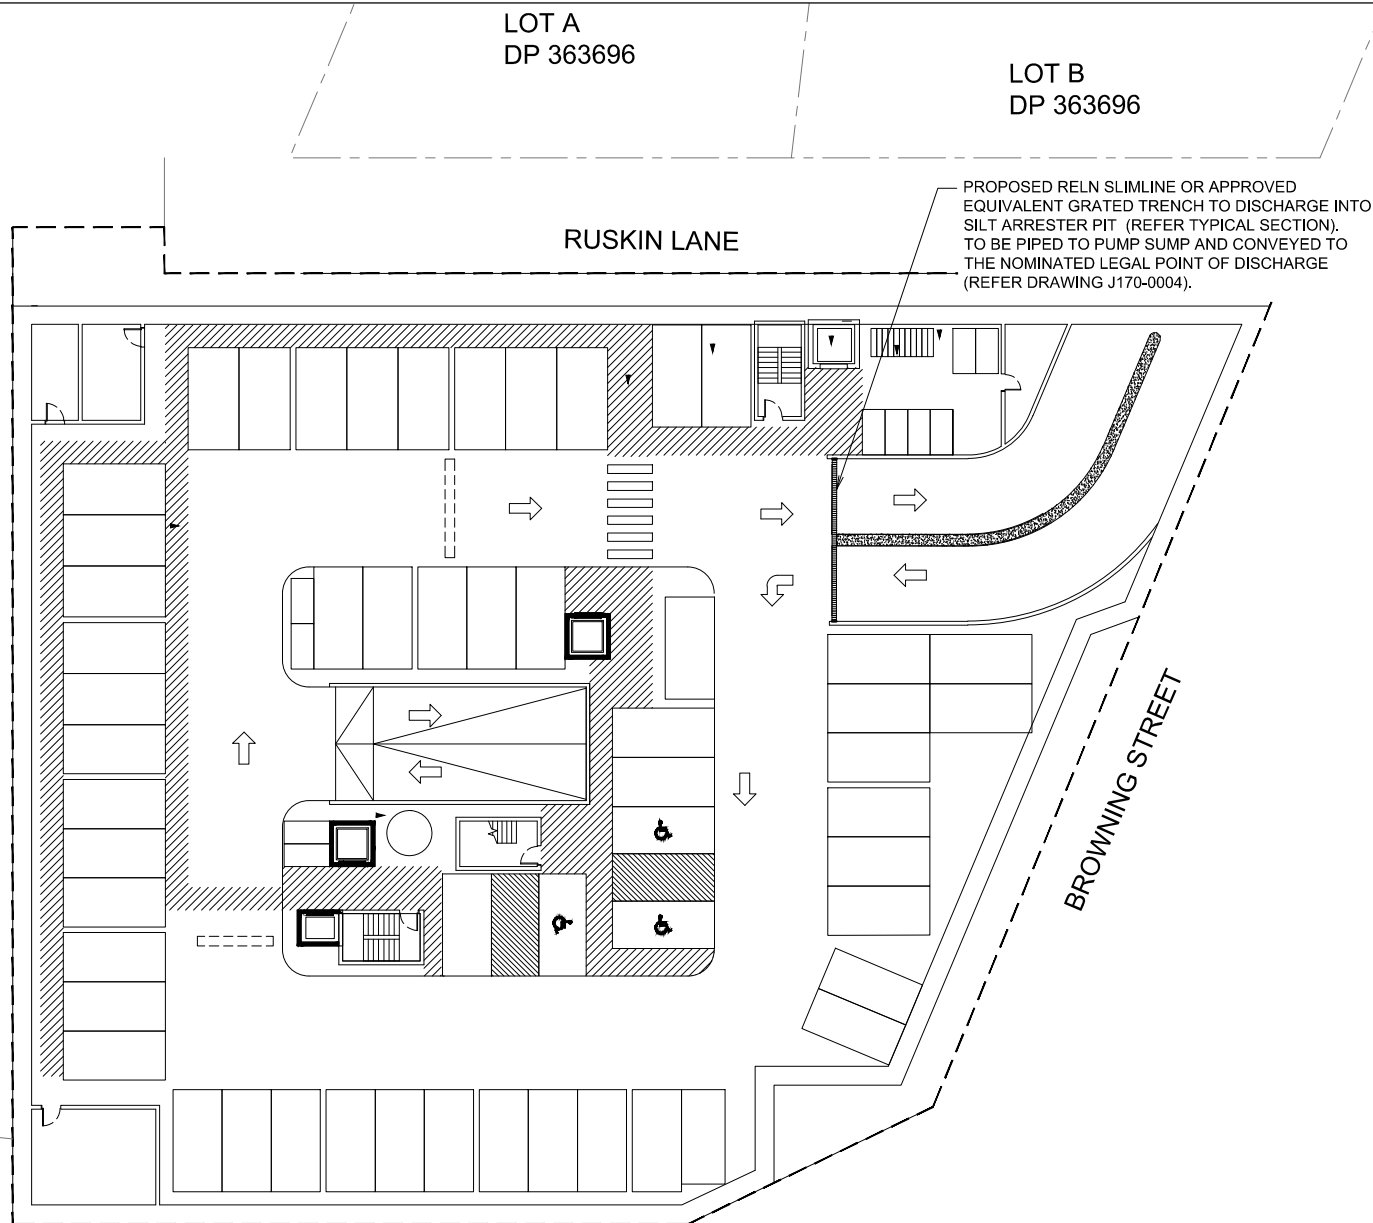 LOT A
DP 363696
LOT B
DP 363696
PROPOSED RELN SLIMLINE OR APPROVED
EQUIVALENT GRATED TRENCH TO DISCHARGE INTO
SILT ARRESTER PIT (REFER TYPICAL SECTION).
TO BE PIPED TO PUMP SUMP AND CONVEYED TO
THE NOMINATED LEGAL POINT OF DISCHARGE
(REFER DRAWING J170-0004).
RUSKIN LANE
BROWNING STREET